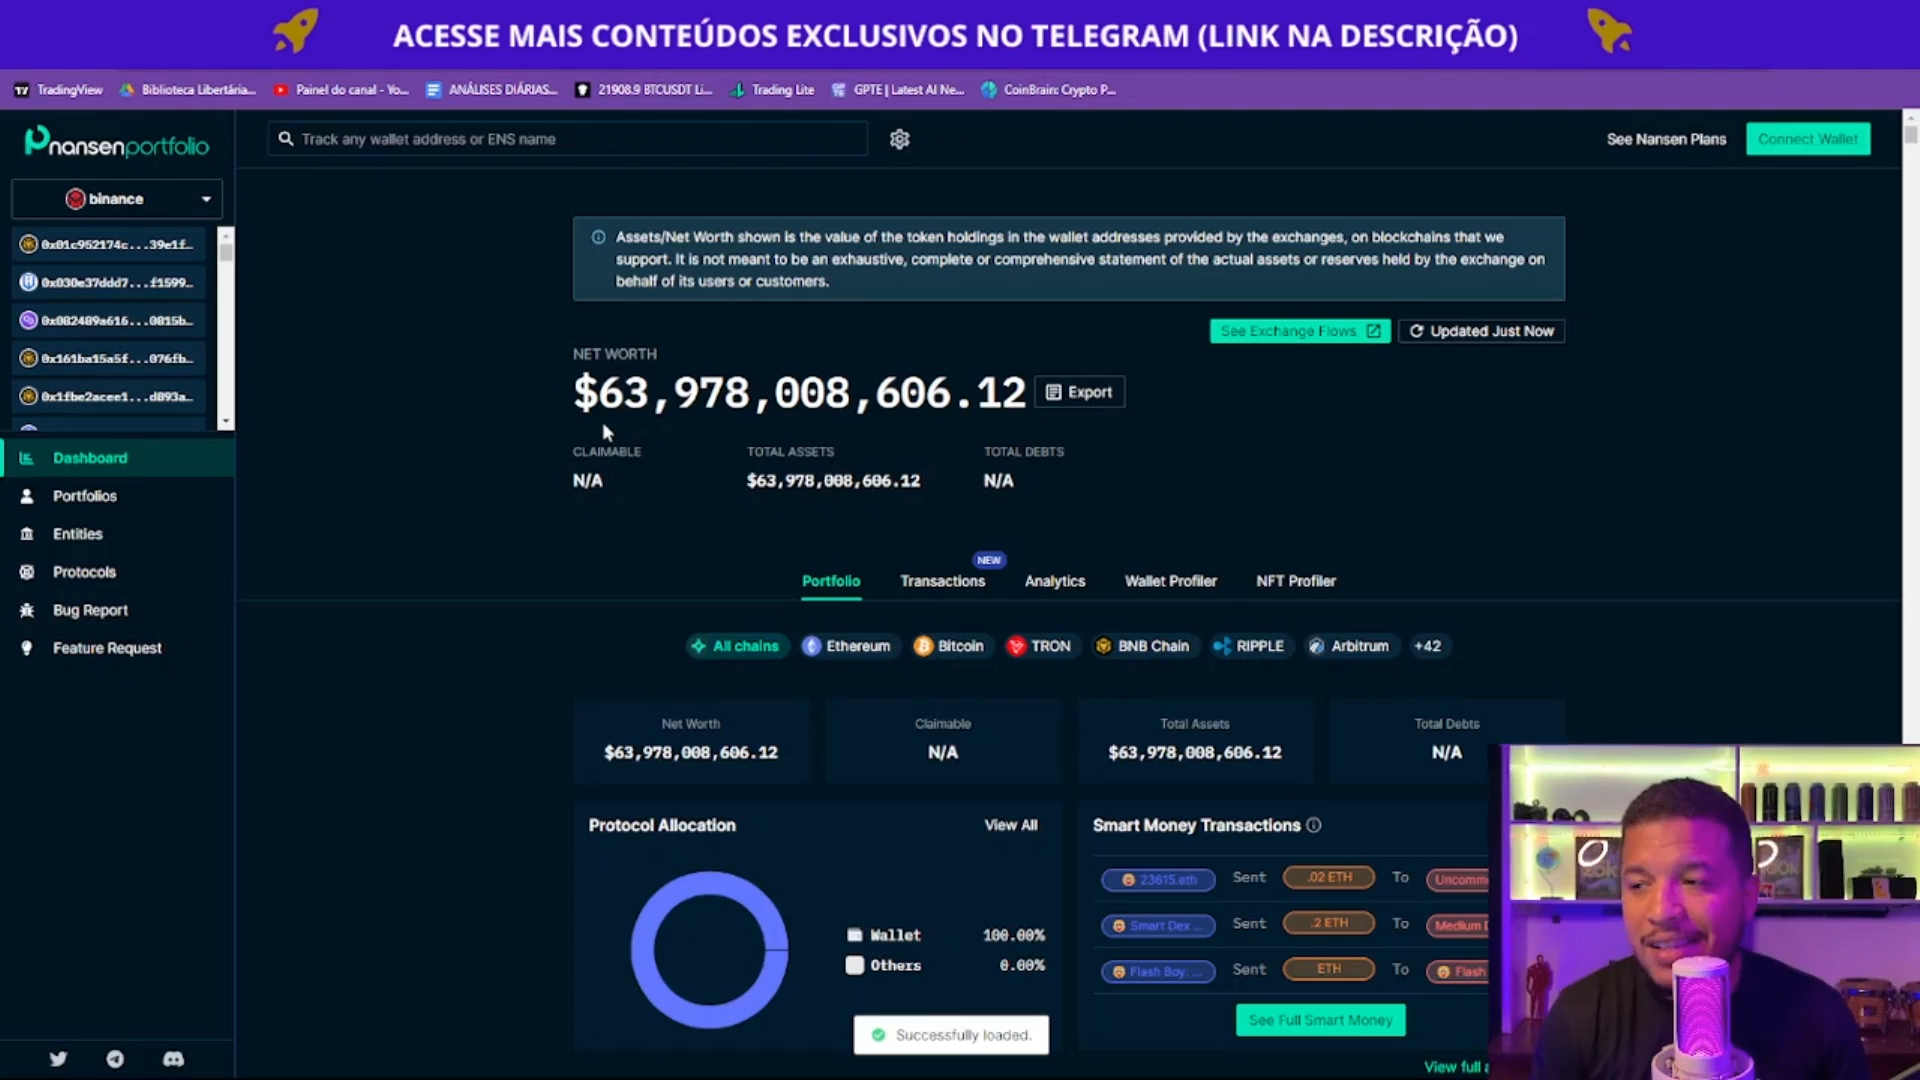 ACESSE MAIS CONTEÚDOS EXCLUSIVOS NO TELEGRAM (LINK NA DESCRIÇÃO)
TradingView
Biblioteca Libertária...
Painel do canal - Yo...
ANÁLISES DIÁRIAS...
21908.9 BTCUSDT Li...
Trading Lite
GPTE | Latest AI Ne...
CoinBrain: Crypto P...
nansenportfolio
Track any wallet address or ENS name
See Nansen Plans
Connect Wallet
binance
0x01c952174c...39e1f...
0x030e37ddd7...f1599...
0x082489a616...0815b...
0x161ba15a5f...076fb...
0x1fbe2acee1...d893a...
Dashboard
Portfolios
Entities
Protocols
Bug Report
Feature Request
Assets/Net Worth shown is the value of the token holdings in the wallet addresses provided by the exchanges, on blockchains that we
support. It is not meant to be an exhaustive, complete or comprehensive statement of the actual assets or reserves held by the exchange on
behalf of its users or customers.
See Exchange Flows
Updated Just Now
NET WORTH
$63,978,008,606.12
Export
CLAIMABLE
TOTAL ASSETS
TOTAL DEBTS
N/A
$63,978,008,606.12
N/A
NEW
Portfolio
Transactions
Analytics
Wallet Profiler
NFT Profiler
All chains
Ethereum
Bitcoin
TRON
BNB Chain
RIPPLE
Arbitrum
+42
Net Worth
$63,978,008,606.12
Claimable
N/A
Total Assets
$63,978,008,606.12
Total Debts
N/A
Protocol Allocation
View All
Wallet 100.00%
Others 0.00%
Smart Money Transactions
23615.eth Sent .02 ETH To Uncomm
Smart Dex ... Sent .2 ETH To Medium D
Flash Boy: ... Sent ETH To Flash
See Full Smart Money
Successfully loaded.
View full